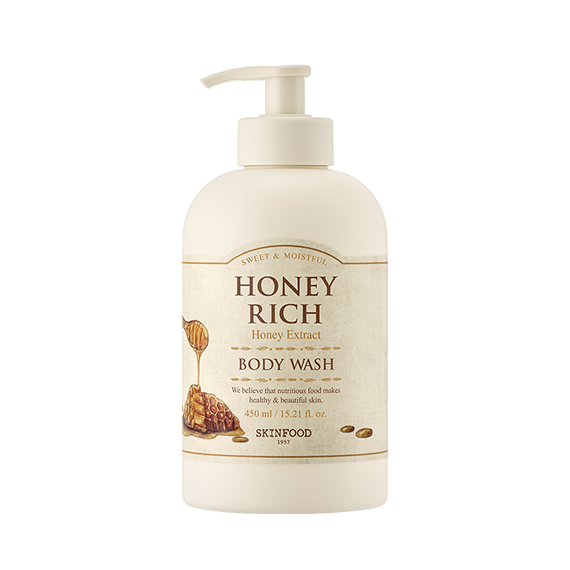 SWEET & MOISTFUL
HONEY
RICH
Honey Extract
BODY WASH
We believe that nutritious food makes
healthy & beautiful skin.
450 ml / 15.21 fl. oz.
SKINFOOD
1957